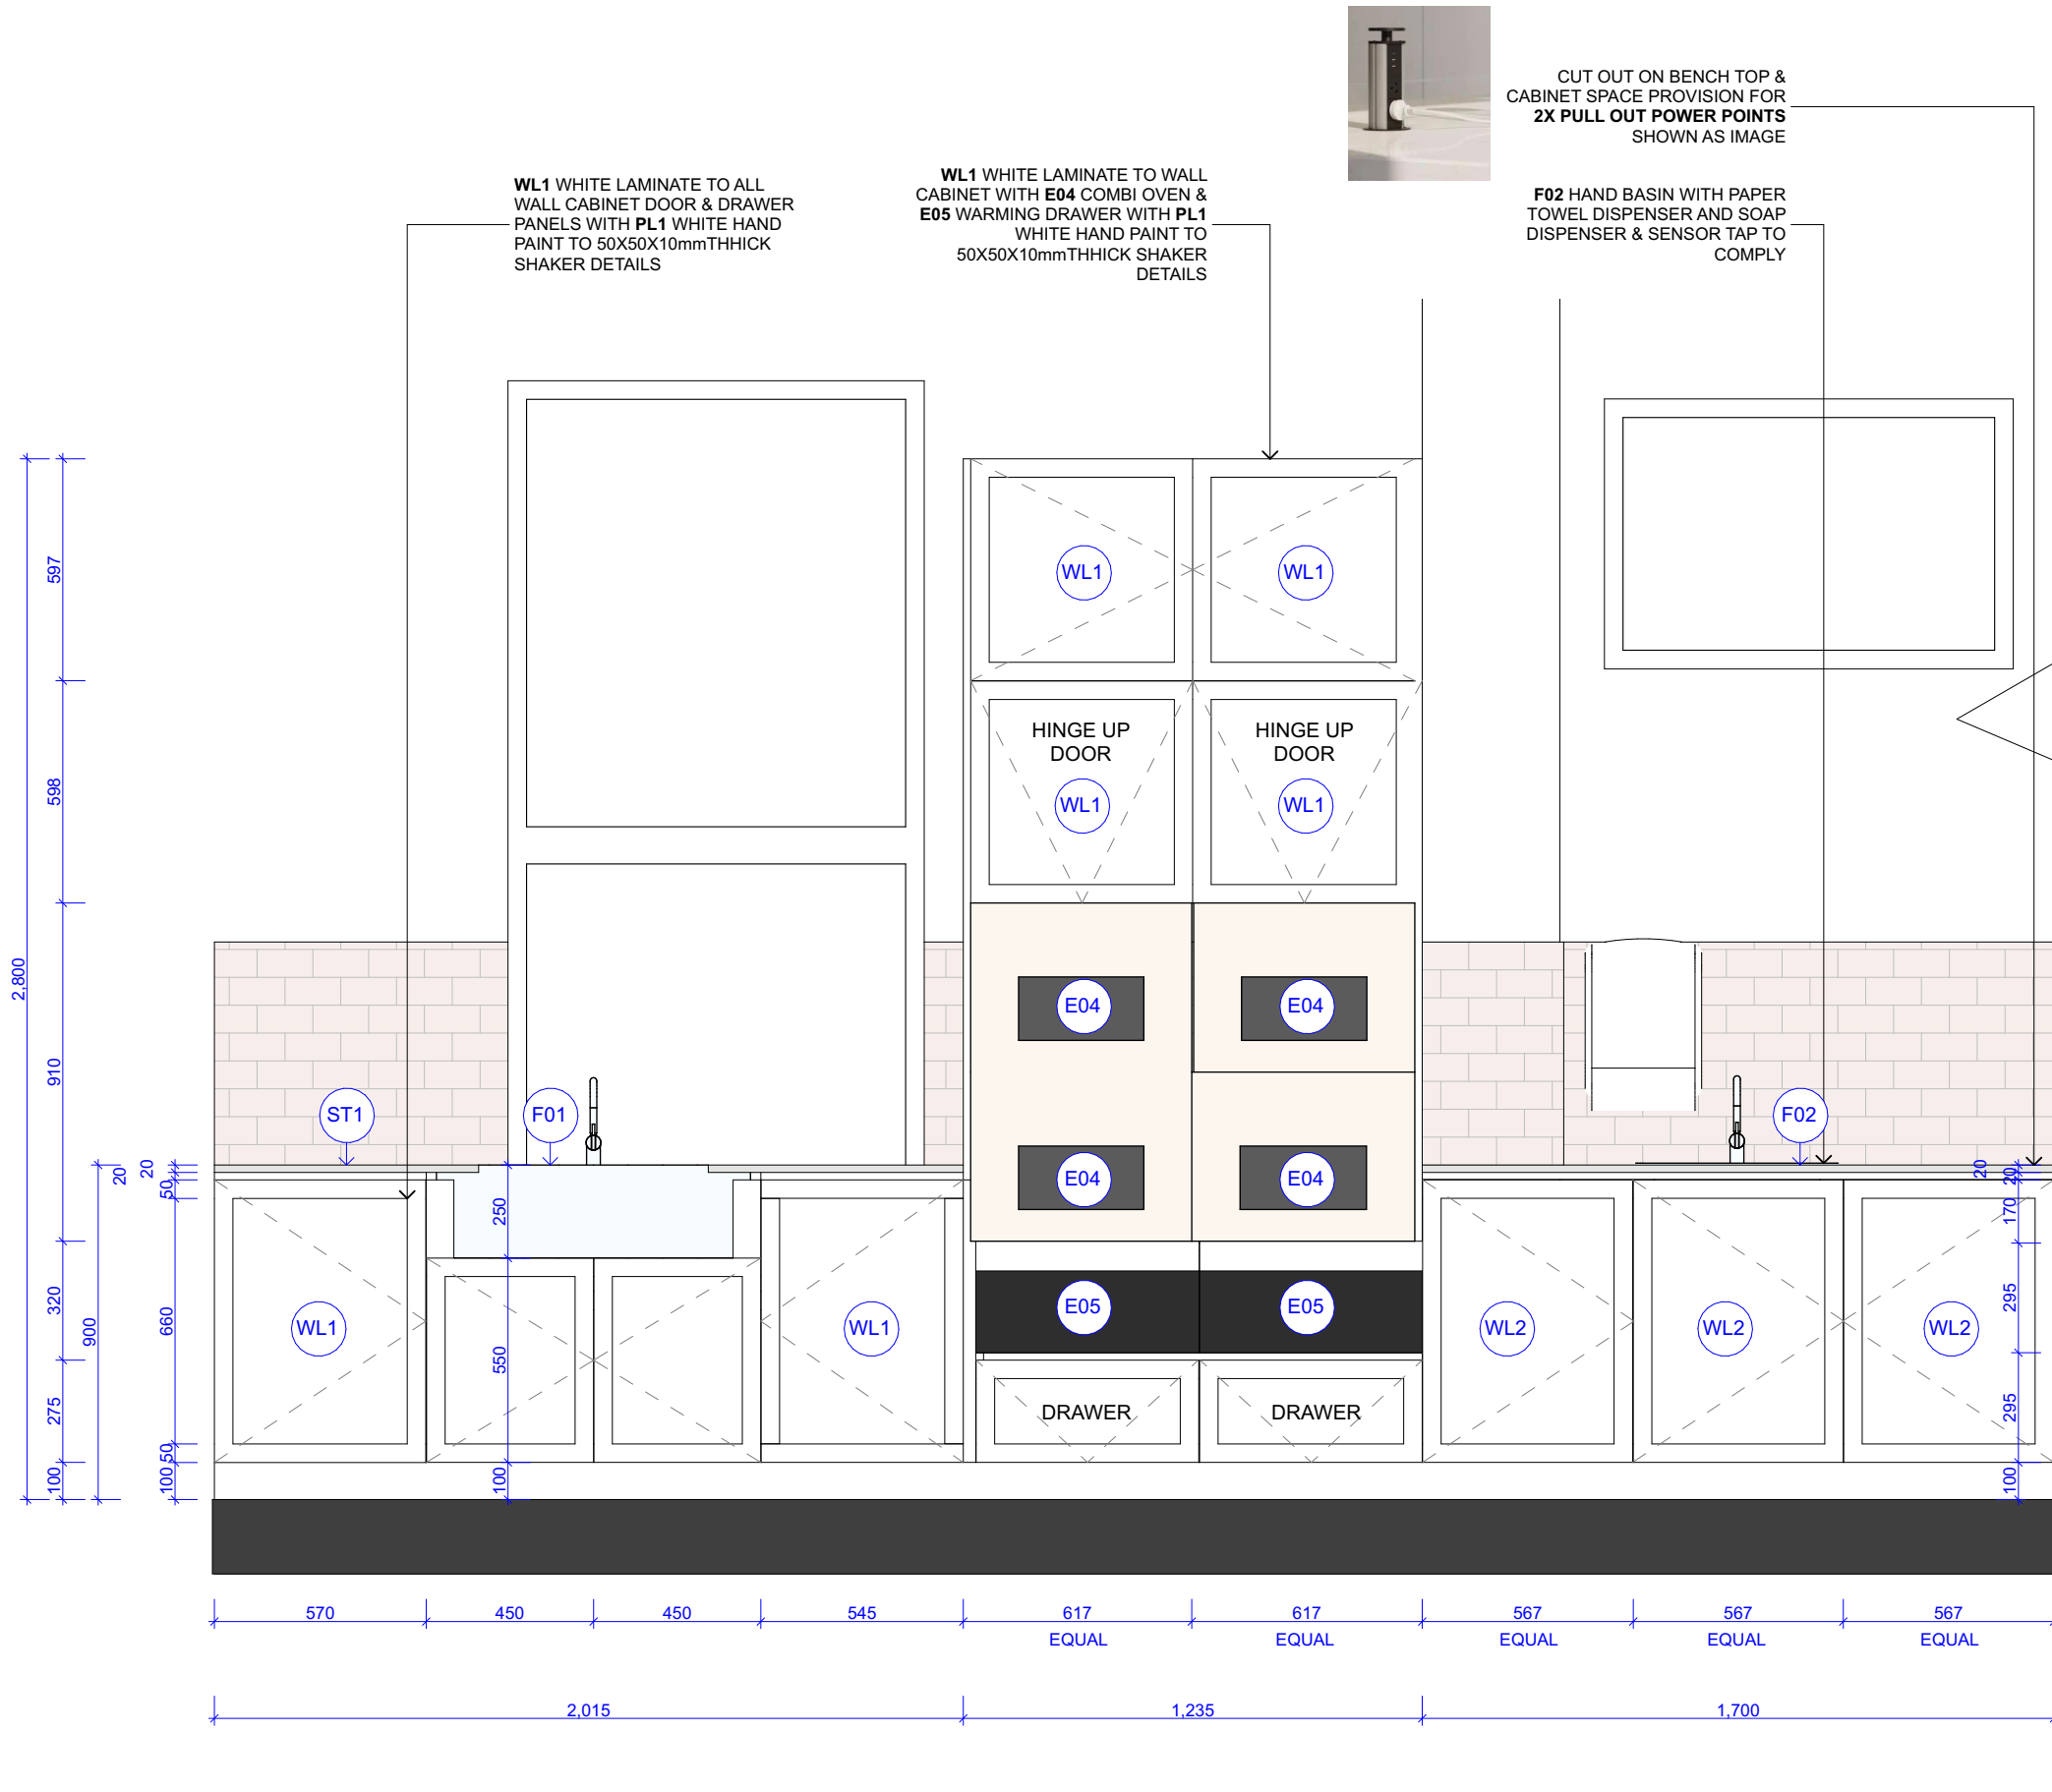 CUT OUT ON BENCH TOP &
CABINET SPACE PROVISION FOR
2X PULL OUT POWER POINTS
SHOWN AS IMAGE
WL1 WHITE LAMINATE TO ALL
WALL CABINET DOOR & DRAWER
PANELS WITH PL1 WHITE HAND
PAINT TO 50X50X10mmTHHICK
SHAKER DETAILS
WL1 WHITE LAMINATE TO WALL
CABINET WITH E04 COMBI OVEN &
E05 WARMING DRAWER WITH PL1
WHITE HAND PAINT TO
50X50X10mmTHHICK SHAKER
DETAILS
F02 HAND BASIN WITH PAPER
TOWEL DISPENSER AND SOAP
DISPENSER & SENSOR TAP TO
COMPLY
2,800
597
598
910
320
275
100
900
20
20
50
660
50
100
WL1
WL1
HINGE UP
DOOR
WL1
HINGE UP
DOOR
WL1
E04
E04
ST1
F01
F02
E04
E04
250
550
100
E05
E05
WL1
WL1
WL2
WL2
WL2
DRAWER
DRAWER
20
20
170
295
295
100
570
450
450
545
617
617
567
567
567
EQUAL
EQUAL
EQUAL
EQUAL
EQUAL
2,015
1,235
1,700